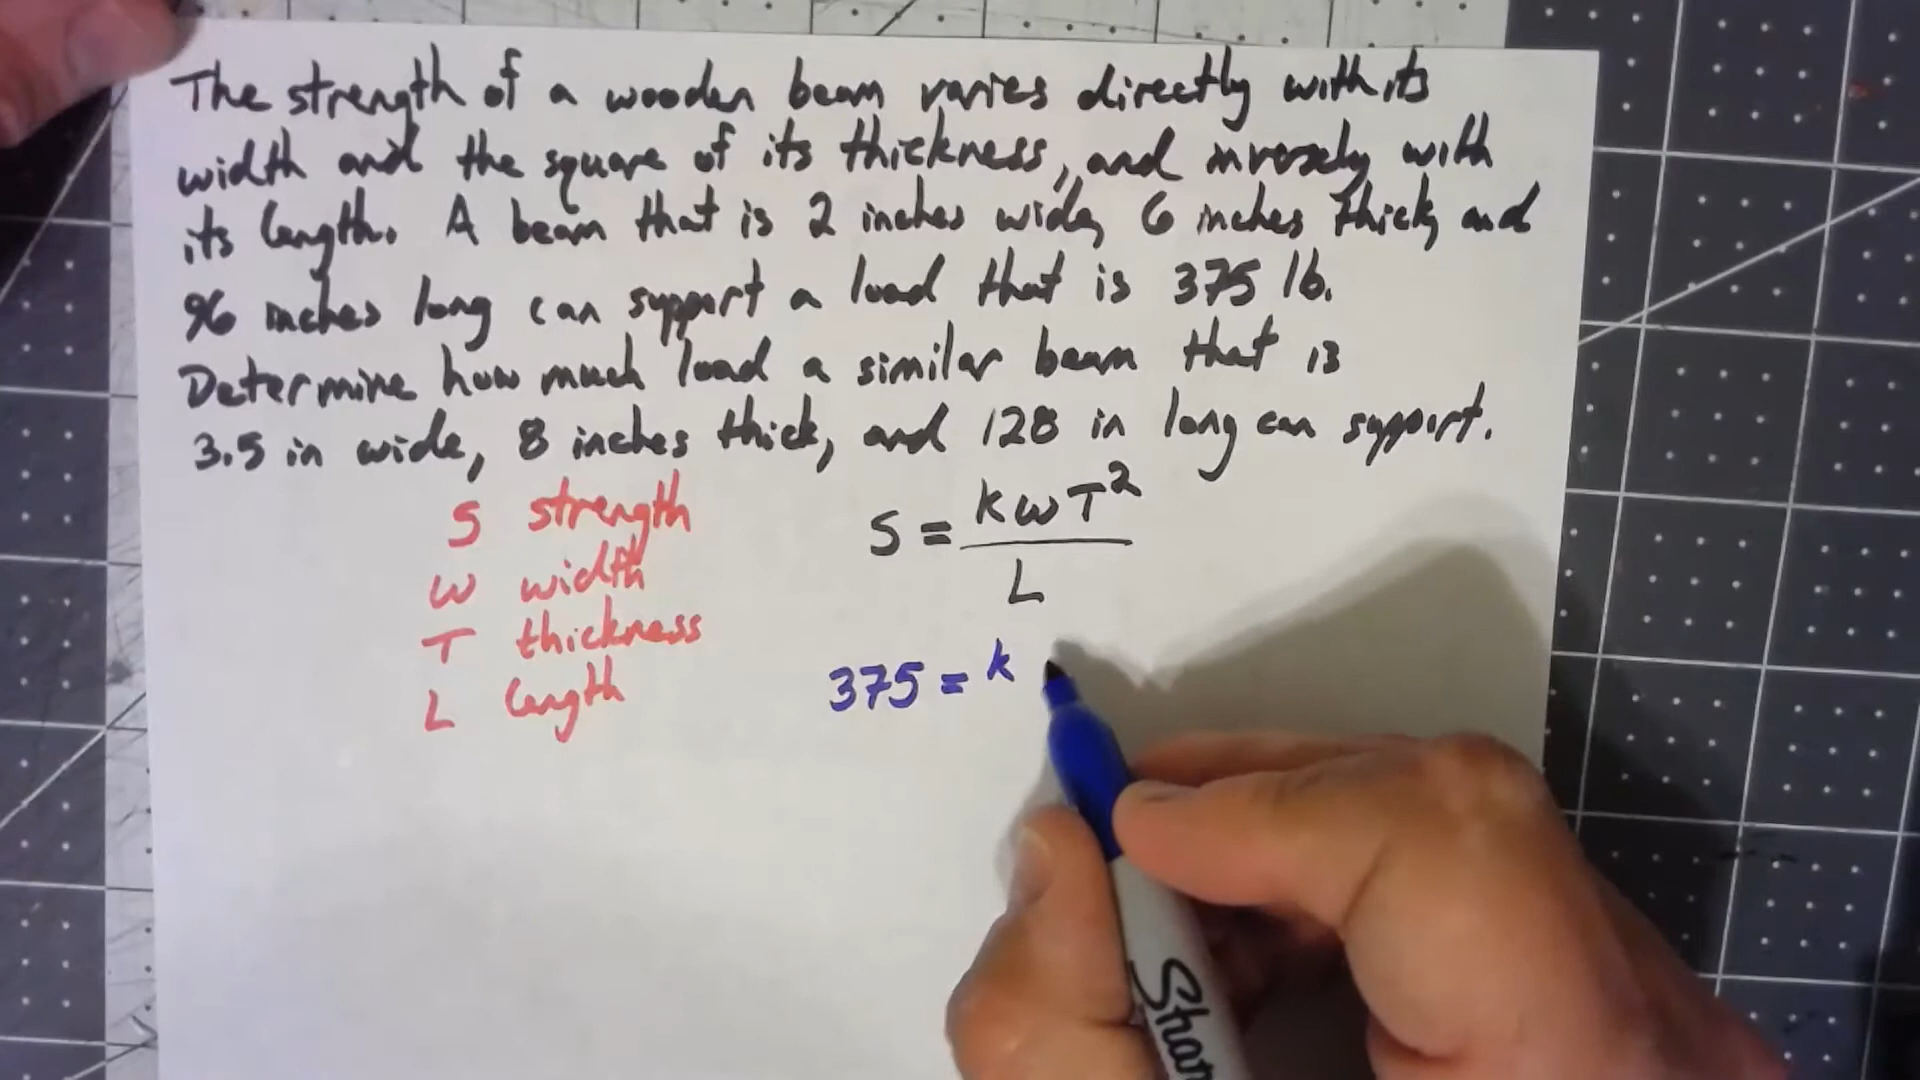 The strength of a wooden beam varies directly with its
width and the square of its thickness, and inversely with
its length. A beam that is 2 inches wide, 6 inches thick, and
96 inches long can support a load that is 375 lb.
Determine how much load a similar beam that is
3.5 in wide, 8 inches thick, and 128 in long can support.
S strength
w width
T thickness
L length
S = kwT²/L
375 = k
Shar